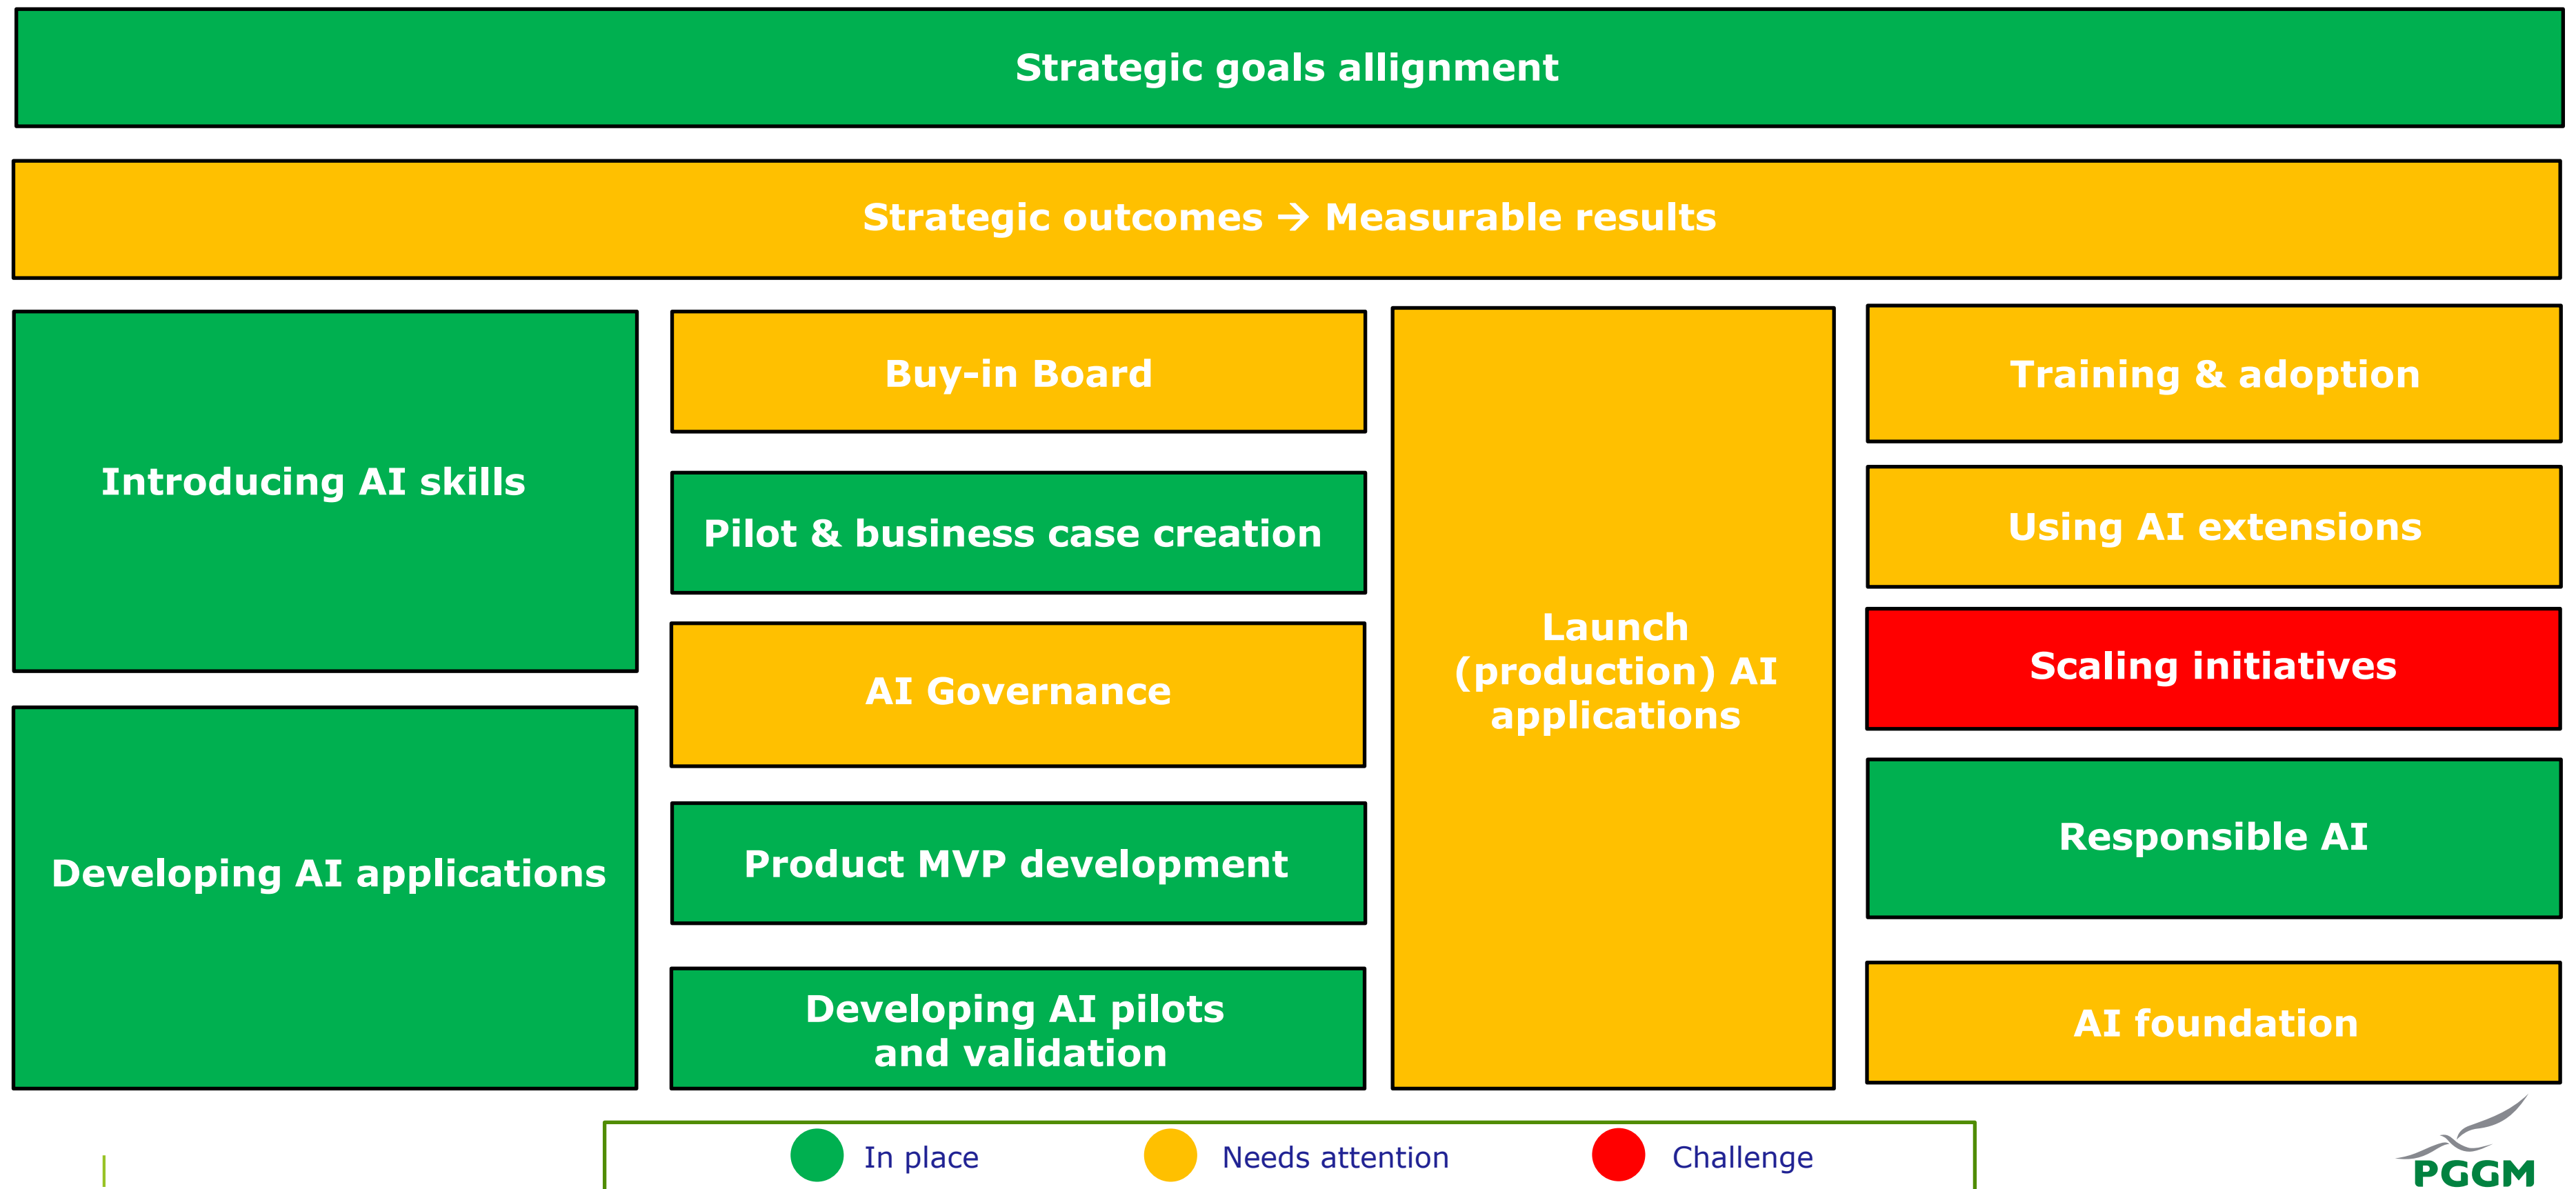 Strategic goals allignment
Strategic outcomes → Measurable results
Introducing AI skills
Developing AI applications
Buy-in Board
Pilot & business case creation
AI Governance
Product MVP development
Developing AI pilots
and validation
Launch
(production) AI
applications
Training & adoption
Using AI extensions
Scaling initiatives
Responsible AI
AI foundation
In place
Needs attention
Challenge
PGGM